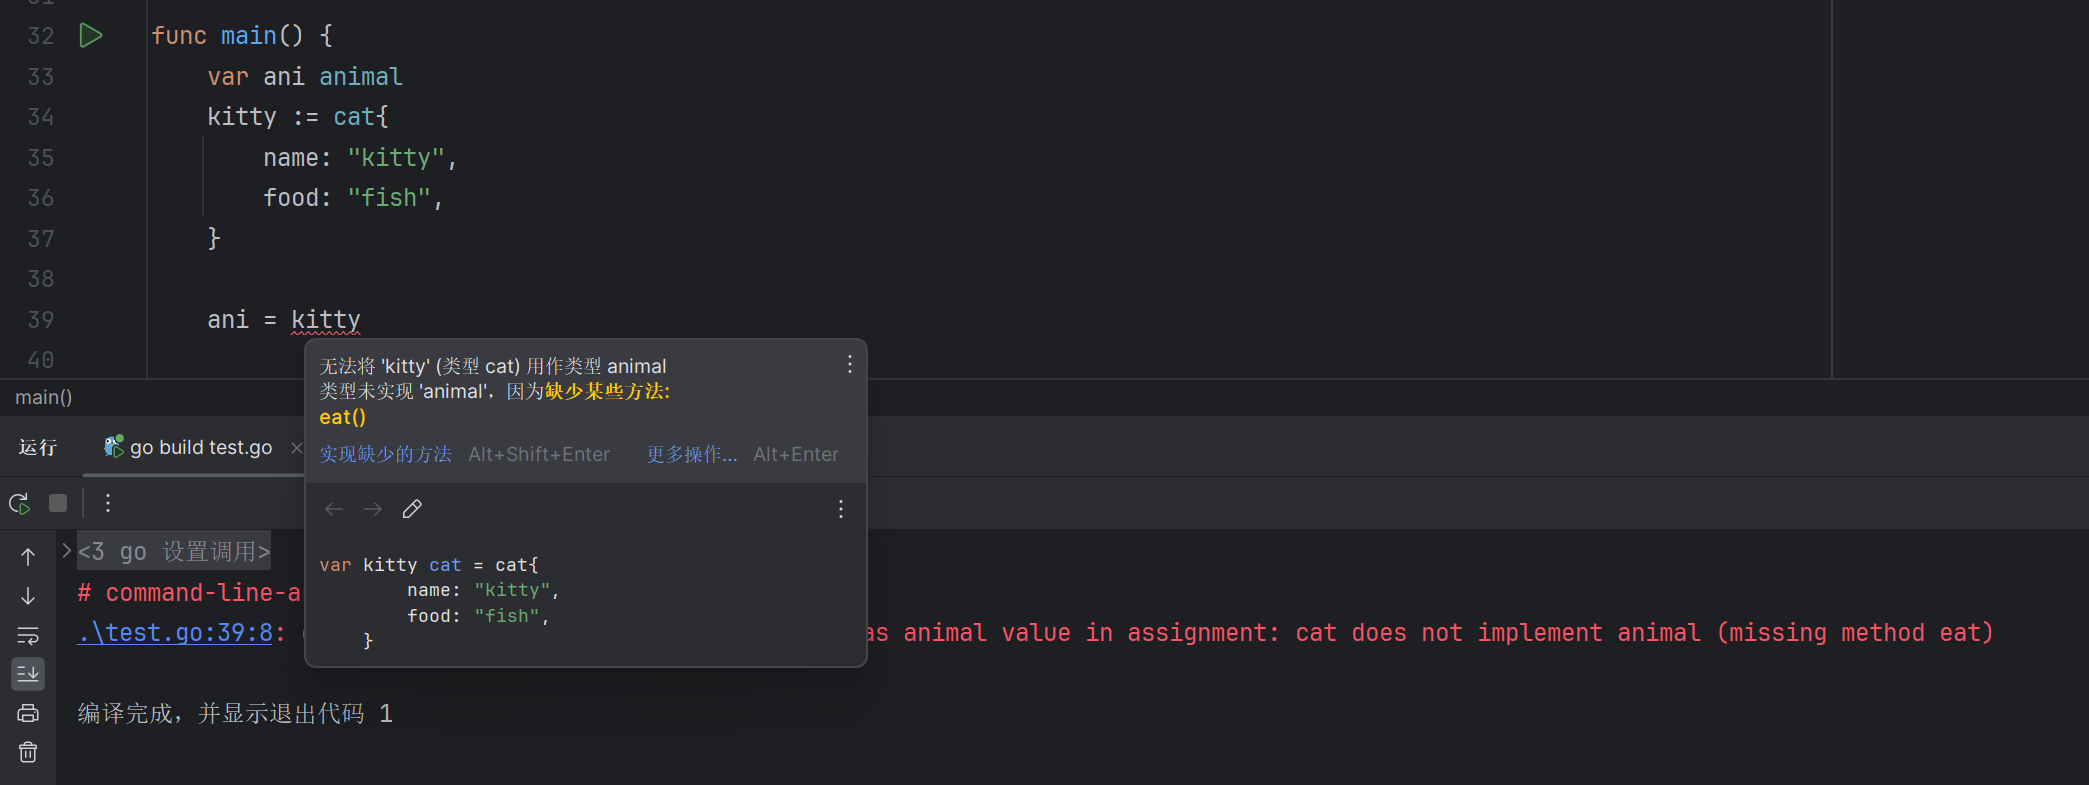 32 func main() {
33 var ani animal
34 kitty := cat{
35 name: "kitty",
36 food: "fish",
37 }
38
39 ani = kitty
40
无法将 'kitty' (类型 cat) 用作类型 animal
类型未实现 'animal'，因为缺少某些方法:
eat()
实现缺少的方法 Alt+Shift+Enter 更多操作... Alt+Enter
var kitty cat = cat{
name: "kitty",
food: "fish",
}
main()
运行 go build test.go
<3 go 设置调用>
# command-line-a
.\test.go:39:8: as animal value in assignment: cat does not implement animal (missing method eat)
编译完成，并显示退出代码 1